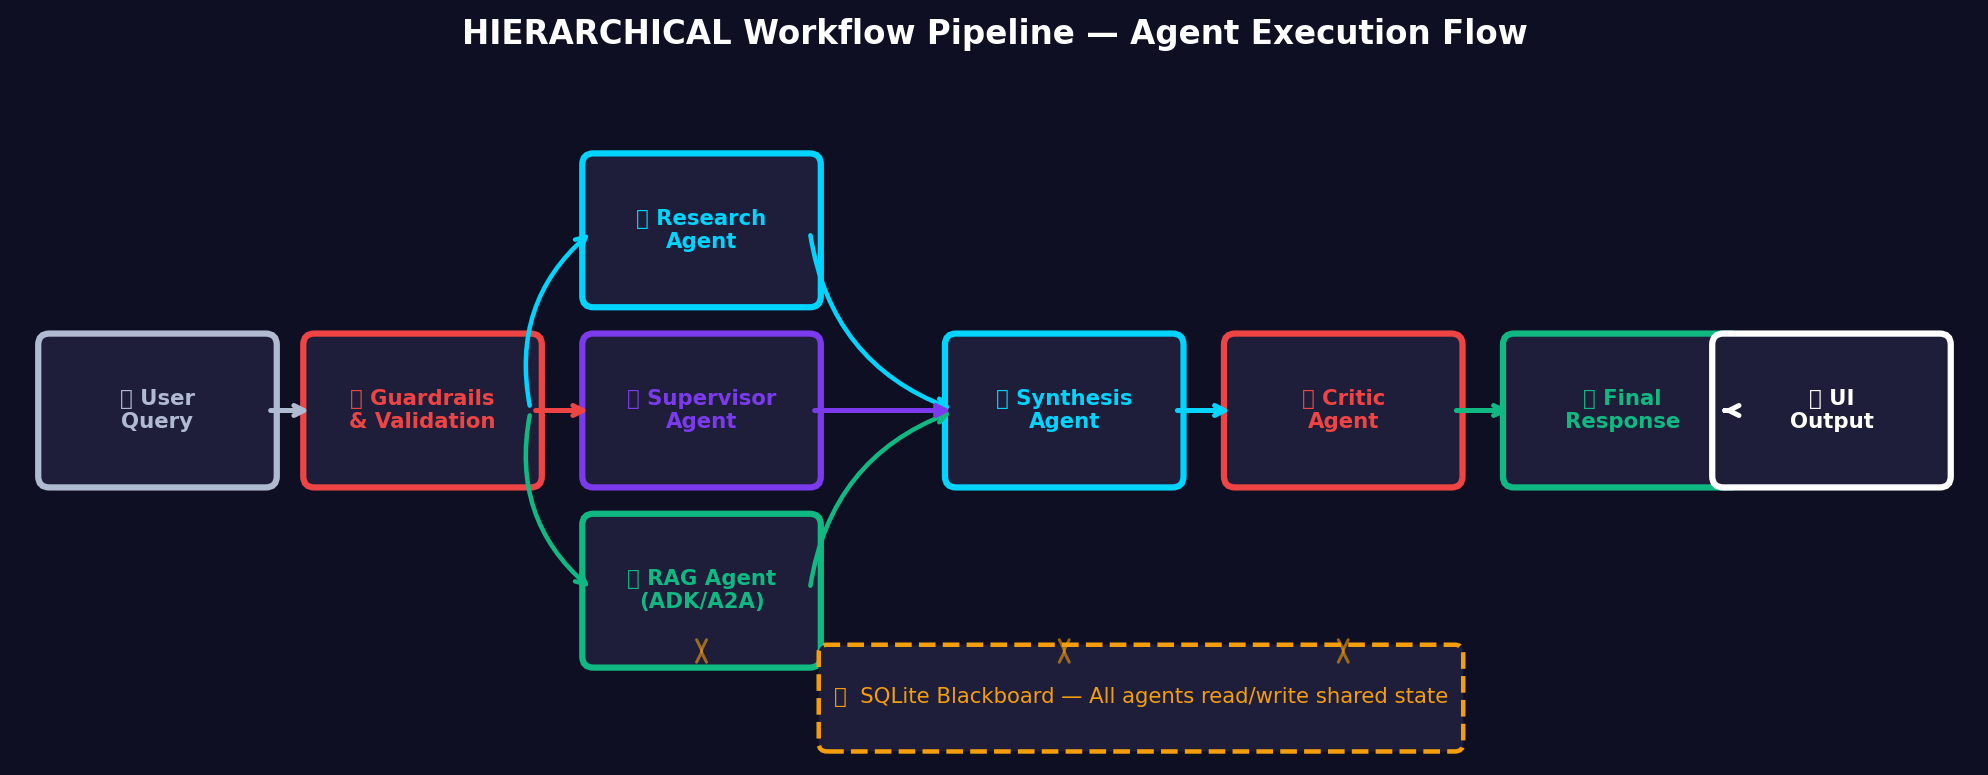 HIERARCHICAL Workflow Pipeline — Agent Execution Flow
Research
Agent
User
Query
Guardrails
& Validation
Supervisor
Agent
Synthesis
Agent
Critic
Agent
Final
Response
UI
Output
RAG Agent
(ADK/A2A)
SQLite Blackboard — All agents read/write shared state